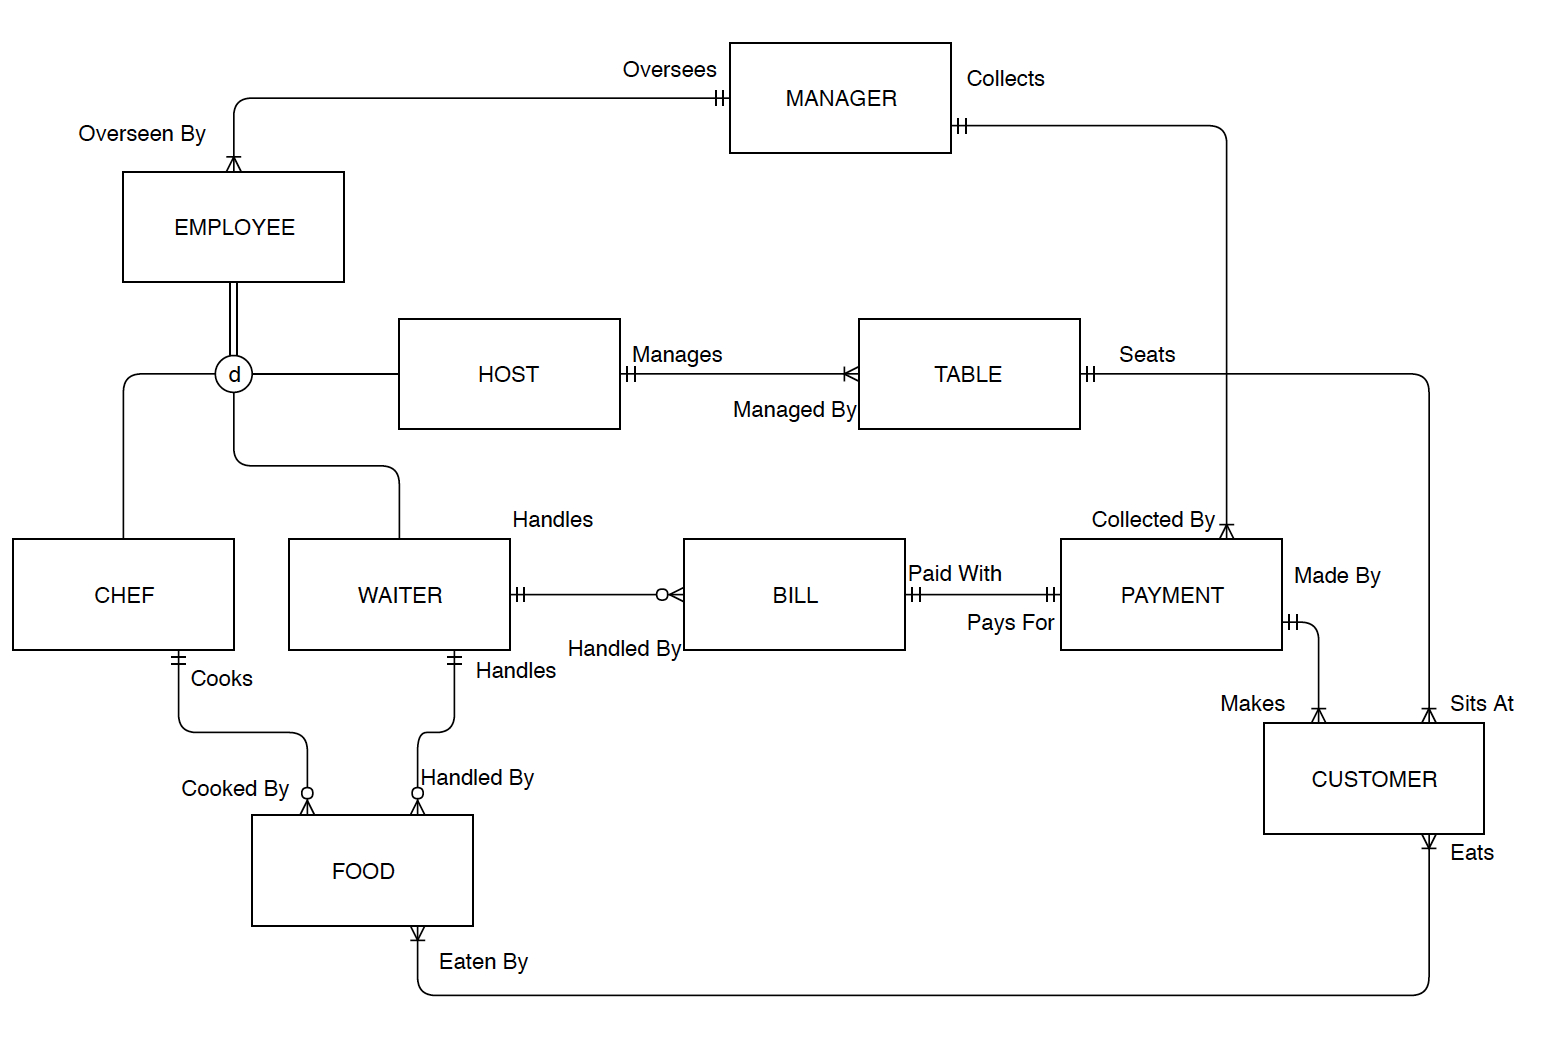 Oversees
MANAGER
Collects
Overseen By
EMPLOYEE
d
HOST
Manages
Managed By
TABLE
Seats
CHEF
WAITER
Handles
Handled By
BILL
Paid With
Pays For
Collected By
PAYMENT
Made By
Cooks
Handles
Makes
Sits At
CUSTOMER
Cooked By
Handled By
FOOD
Eats
Eaten By